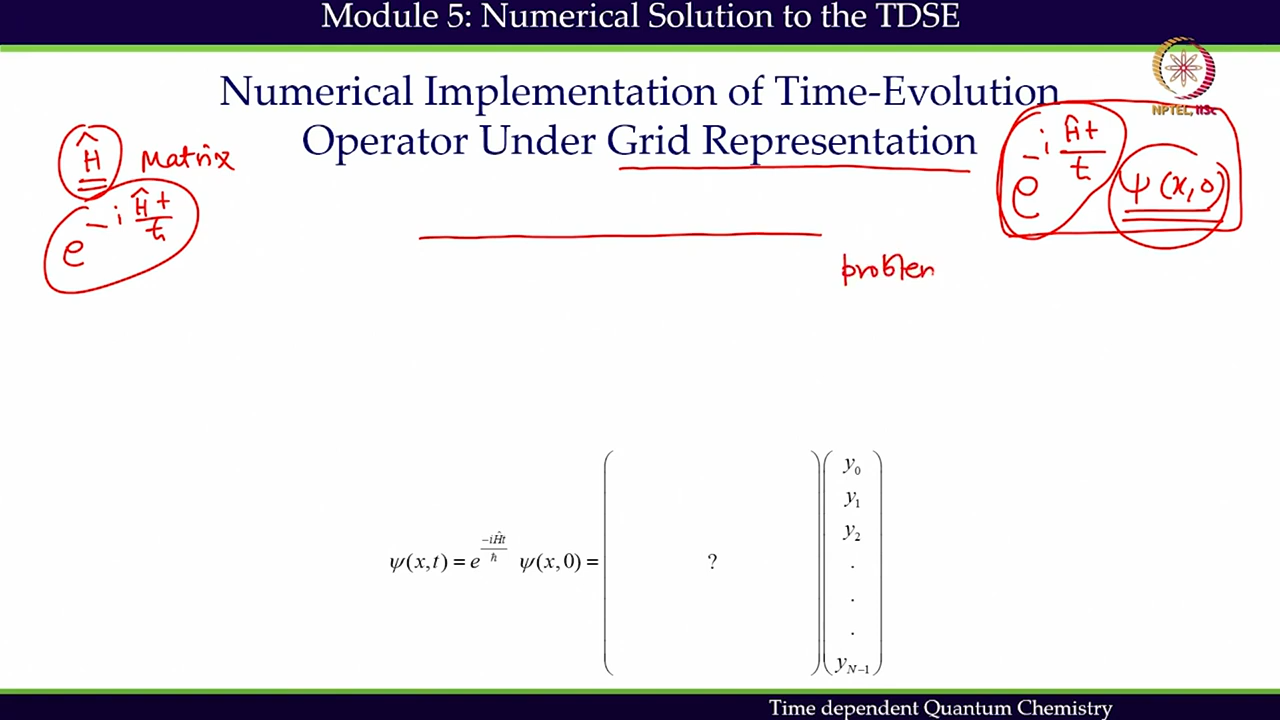 Module 5: Numerical Solution to the TDSE
Numerical Implementation of Time-Evolution
Operator Under Grid Representation
NPTEL, IISc
Ĥ Matrix
e^{-i Ĥt/ħ}
e^{-i Ĥt/ħ} ψ(x,0)
problem
ψ(x,t) = e^{-iĤt/ħ} ψ(x,0) = ( ? )
y₀
y₁
y₂
.
.
.
y_{N-1}
Time dependent Quantum Chemistry